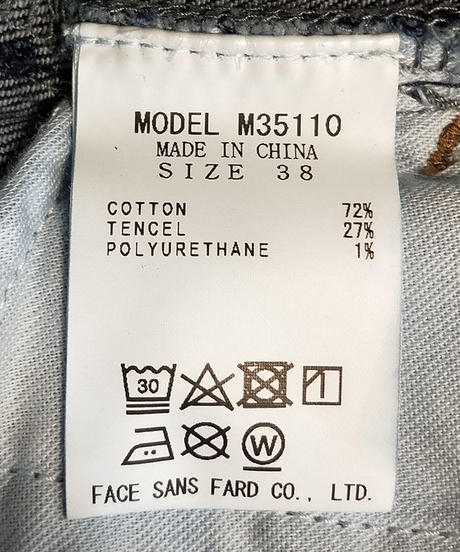 MODEL M35110
MADE IN CHINA
SIZE 38
COTTON 72%
TENCEL 27%
POLYURETHANE 1%
30
W
FACE SANS FARD CO., LTD.